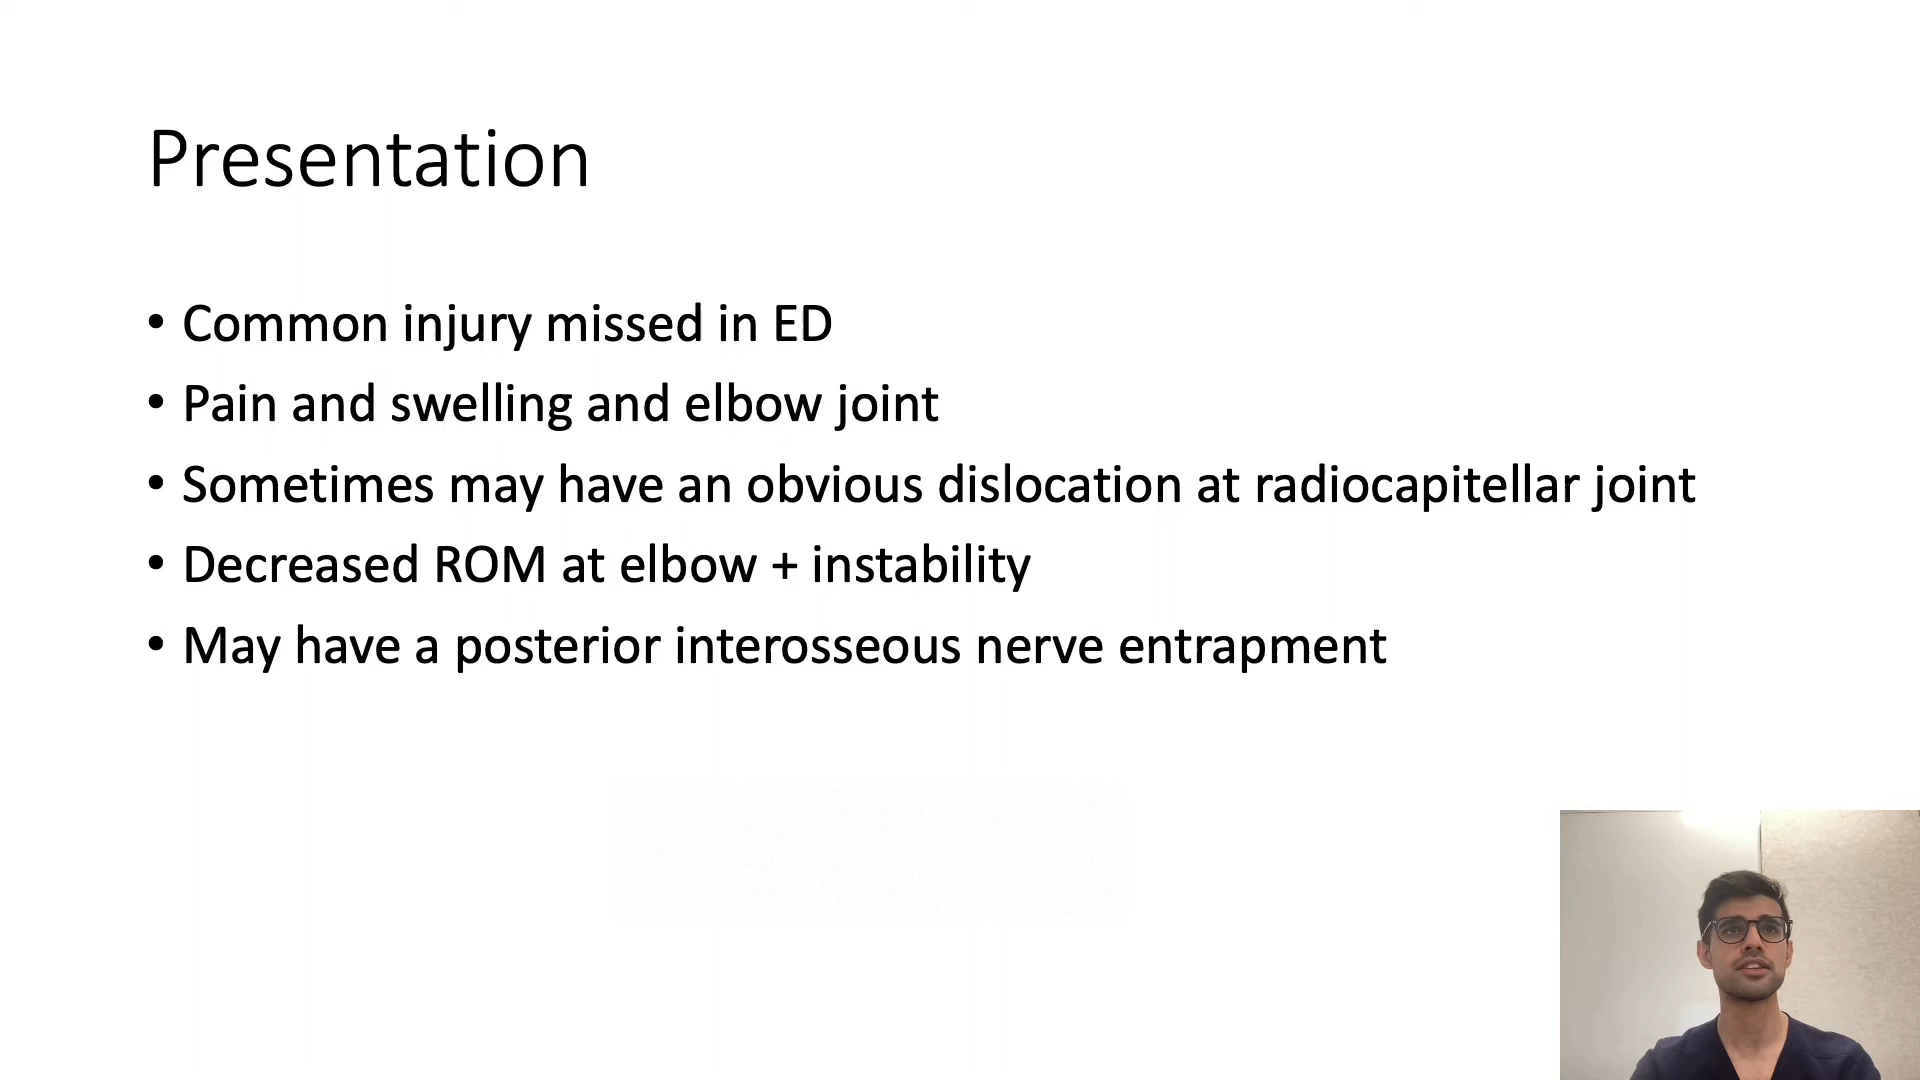 Presentation
• Common injury missed in ED
• Pain and swelling and elbow joint
• Sometimes may have an obvious dislocation at radiocapitellar joint
• Decreased ROM at elbow + instability
• May have a posterior interosseous nerve entrapment